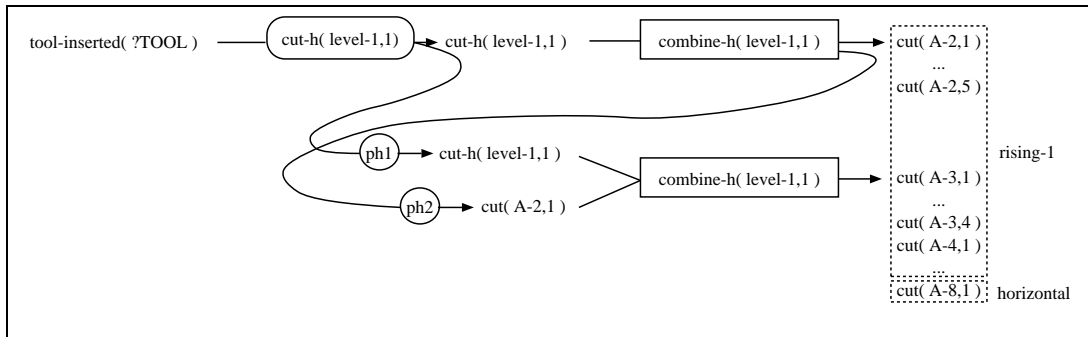 tool-inserted( ?TOOL ) cut-h( level-1,1) cut-h( level-1,1 ) combine-h( level-1,1 ) cut( A-2,1 )
...
cut( A-2,5 )
rising-1
ph1 cut-h( level-1,1 ) combine-h( level-1,1 ) cut( A-3,1 )
ph2 cut( A-2,1 ) ...
cut( A-3,4 )
cut( A-4,1 )
...
cut( A-8,1 ) horizontal